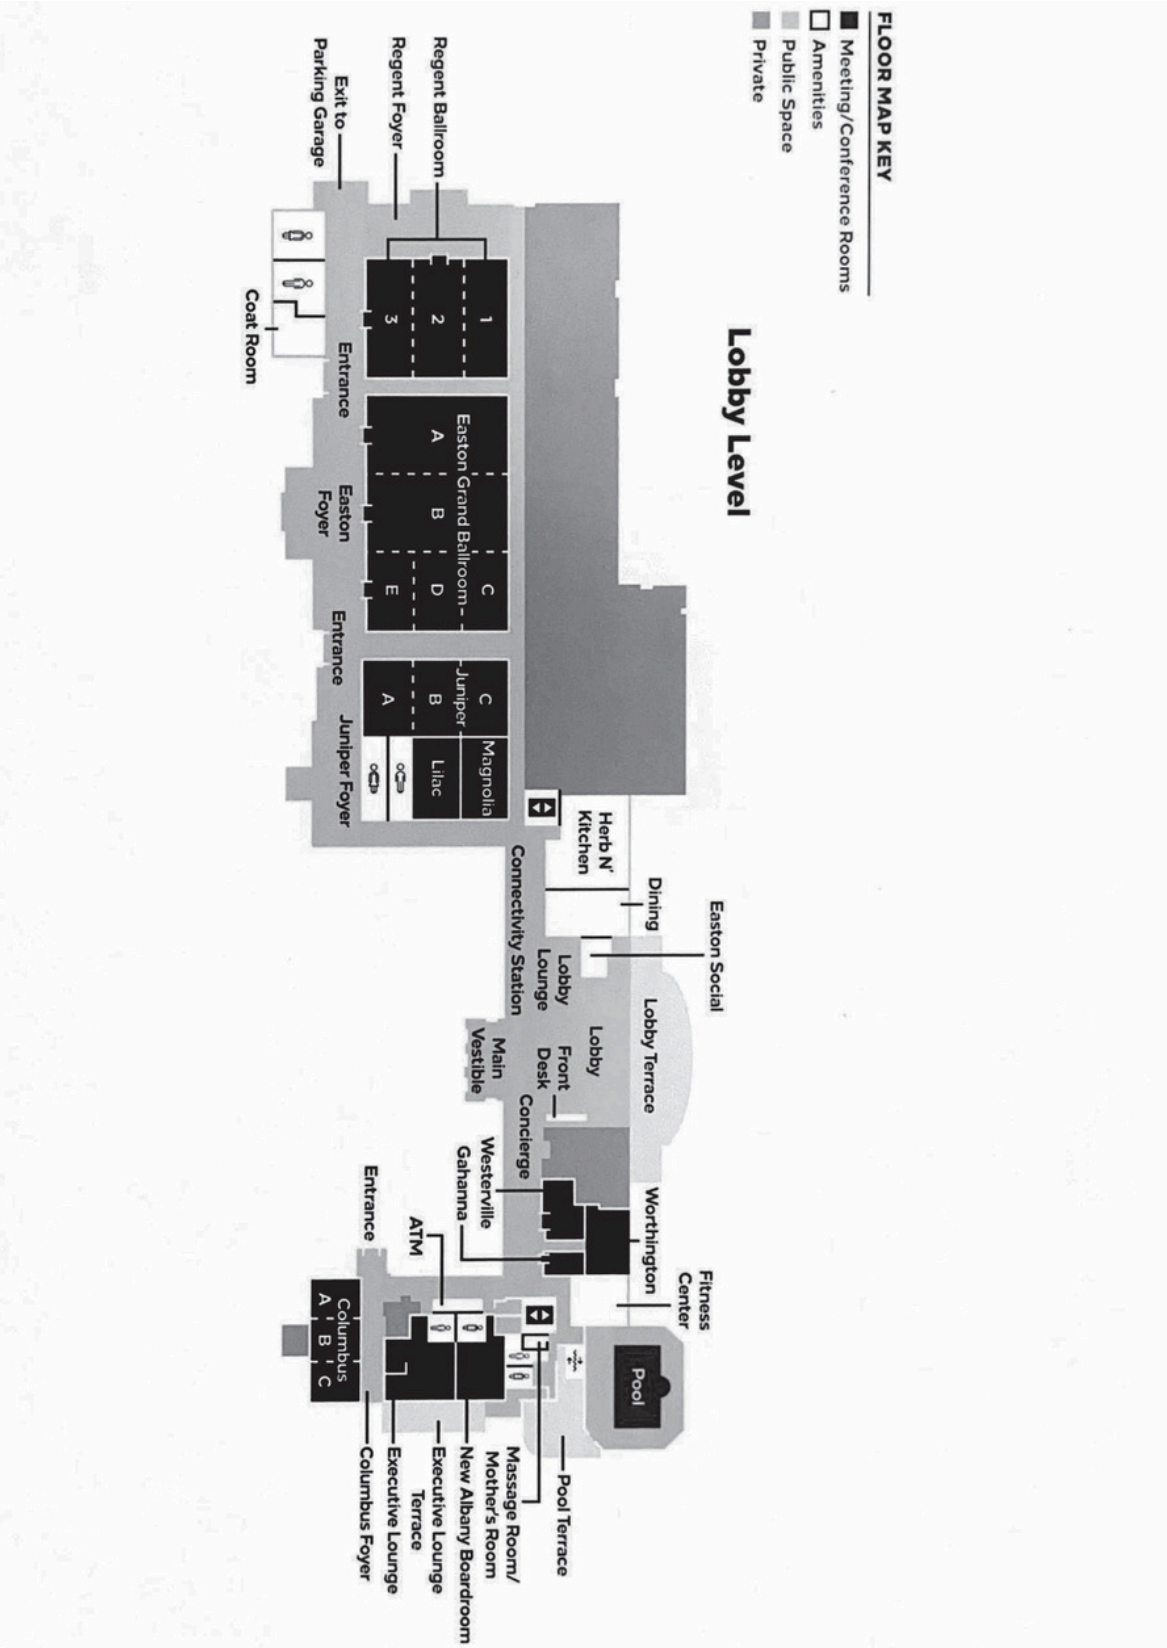 FLOOR MAP KEY
Meeting/Conference Rooms
Amenities
Public Space
Private
Lobby Level
Exit to
Parking Garage
Regent Foyer
Regent Ballroom
1
2
3
Coat Room
Entrance
Easton Grand Ballroom
A
B
C
D
E
Easton
Foyer
Entrance
Juniper
A
B
C
Magnolia
Lilac
Juniper Foyer
Herb N'
Kitchen
Dining
Easton Social
Connectivity Station
Lobby
Lounge
Lobby
Lobby Terrace
Main
Vestible
Front
Desk
Concierge
Westerville
Gahanna
Worthington
Fitness
Center
Pool
Entrance
ATM
Columbus
A
B
C
Pool Terrace
Massage Room/
Mother's Room
New Albany Boardroom
Executive Lounge
Terrace
Executive Lounge
Columbus Foyer